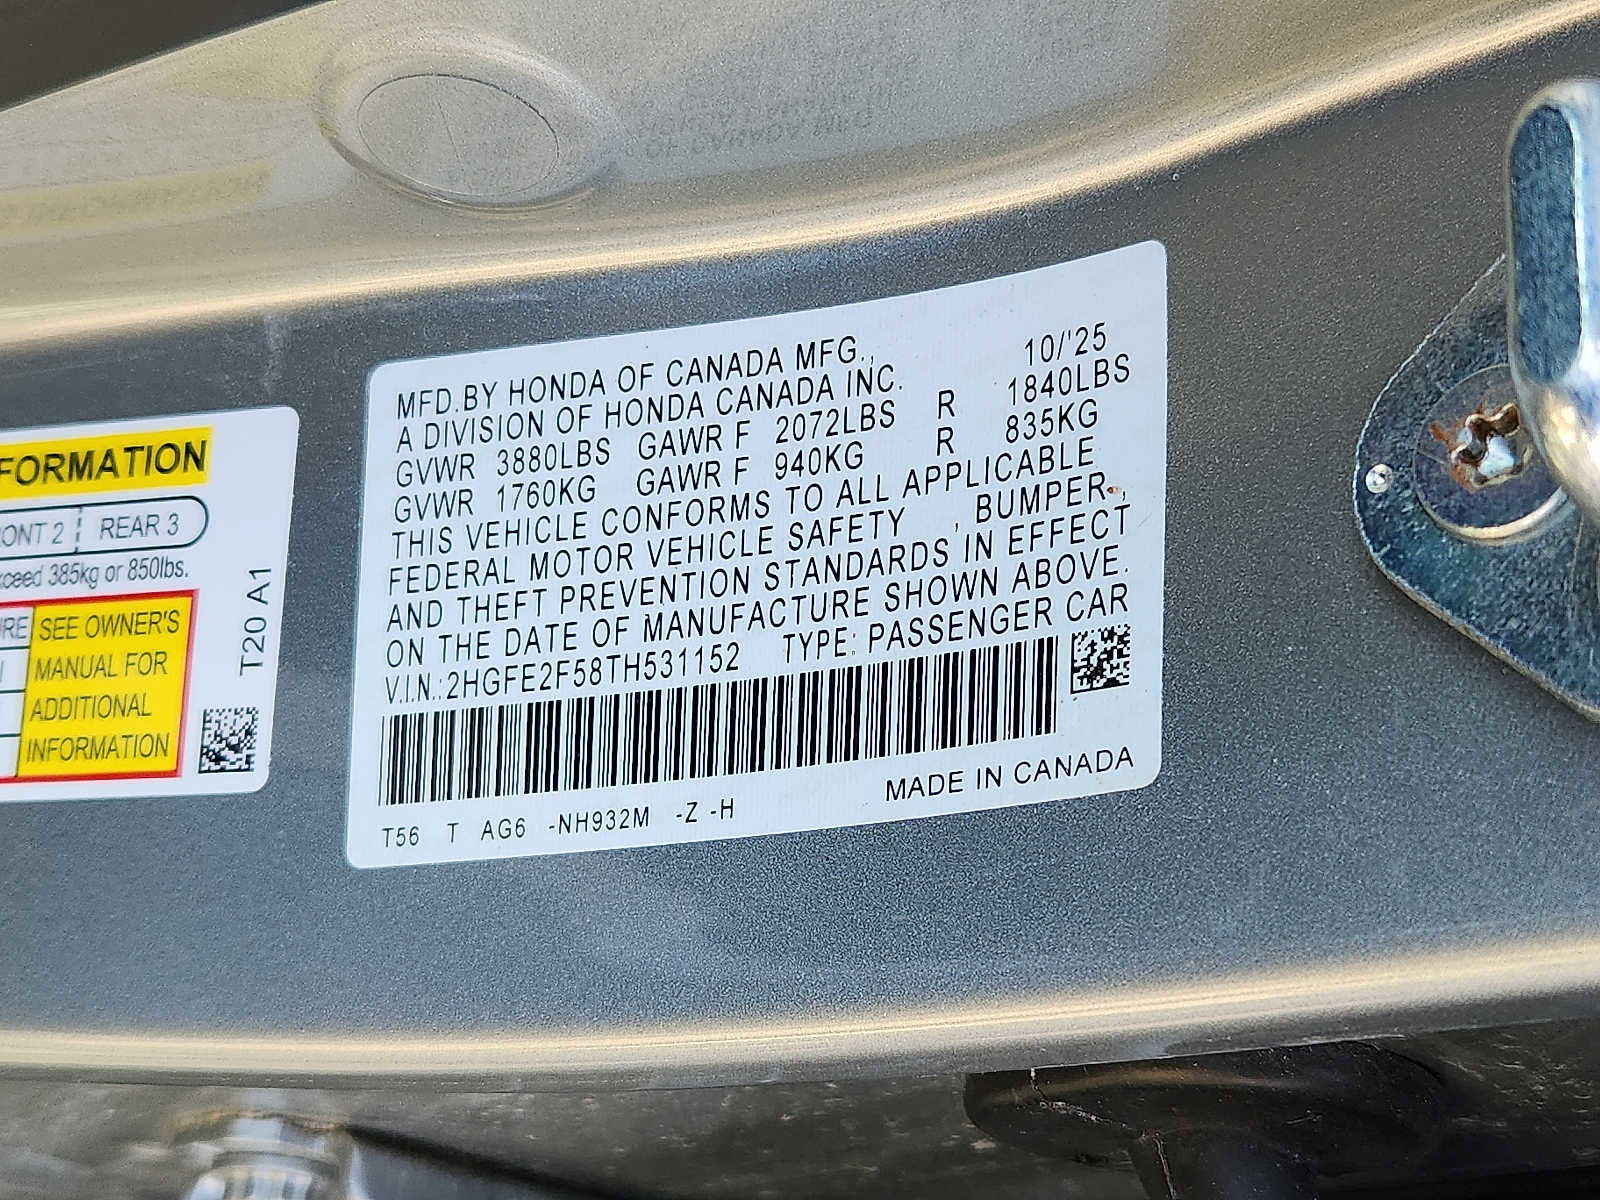 FORMATION
ONT 2 REAR 3
xceed 385kg or 850lbs.
SEE OWNER'S
MANUAL FOR
ADDITIONAL
INFORMATION
T20 A1
MFD.BY HONDA OF CANADA MFG., 10/'25
A DIVISION OF HONDA CANADA INC.
GVWR 3880LBS GAWR F 2072LBS R 1840LBS
GVWR 1760KG GAWR F 940KG R 835KG
THIS VEHICLE CONFORMS TO ALL APPLICABLE
FEDERAL MOTOR VEHICLE SAFETY , BUMPER,
AND THEFT PREVENTION STANDARDS IN EFFECT
ON THE DATE OF MANUFACTURE SHOWN ABOVE.
V.I.N.:2HGFE2F58TH531152 TYPE: PASSENGER CAR
MADE IN CANADA
T56 T AG6 -NH932M -Z -H